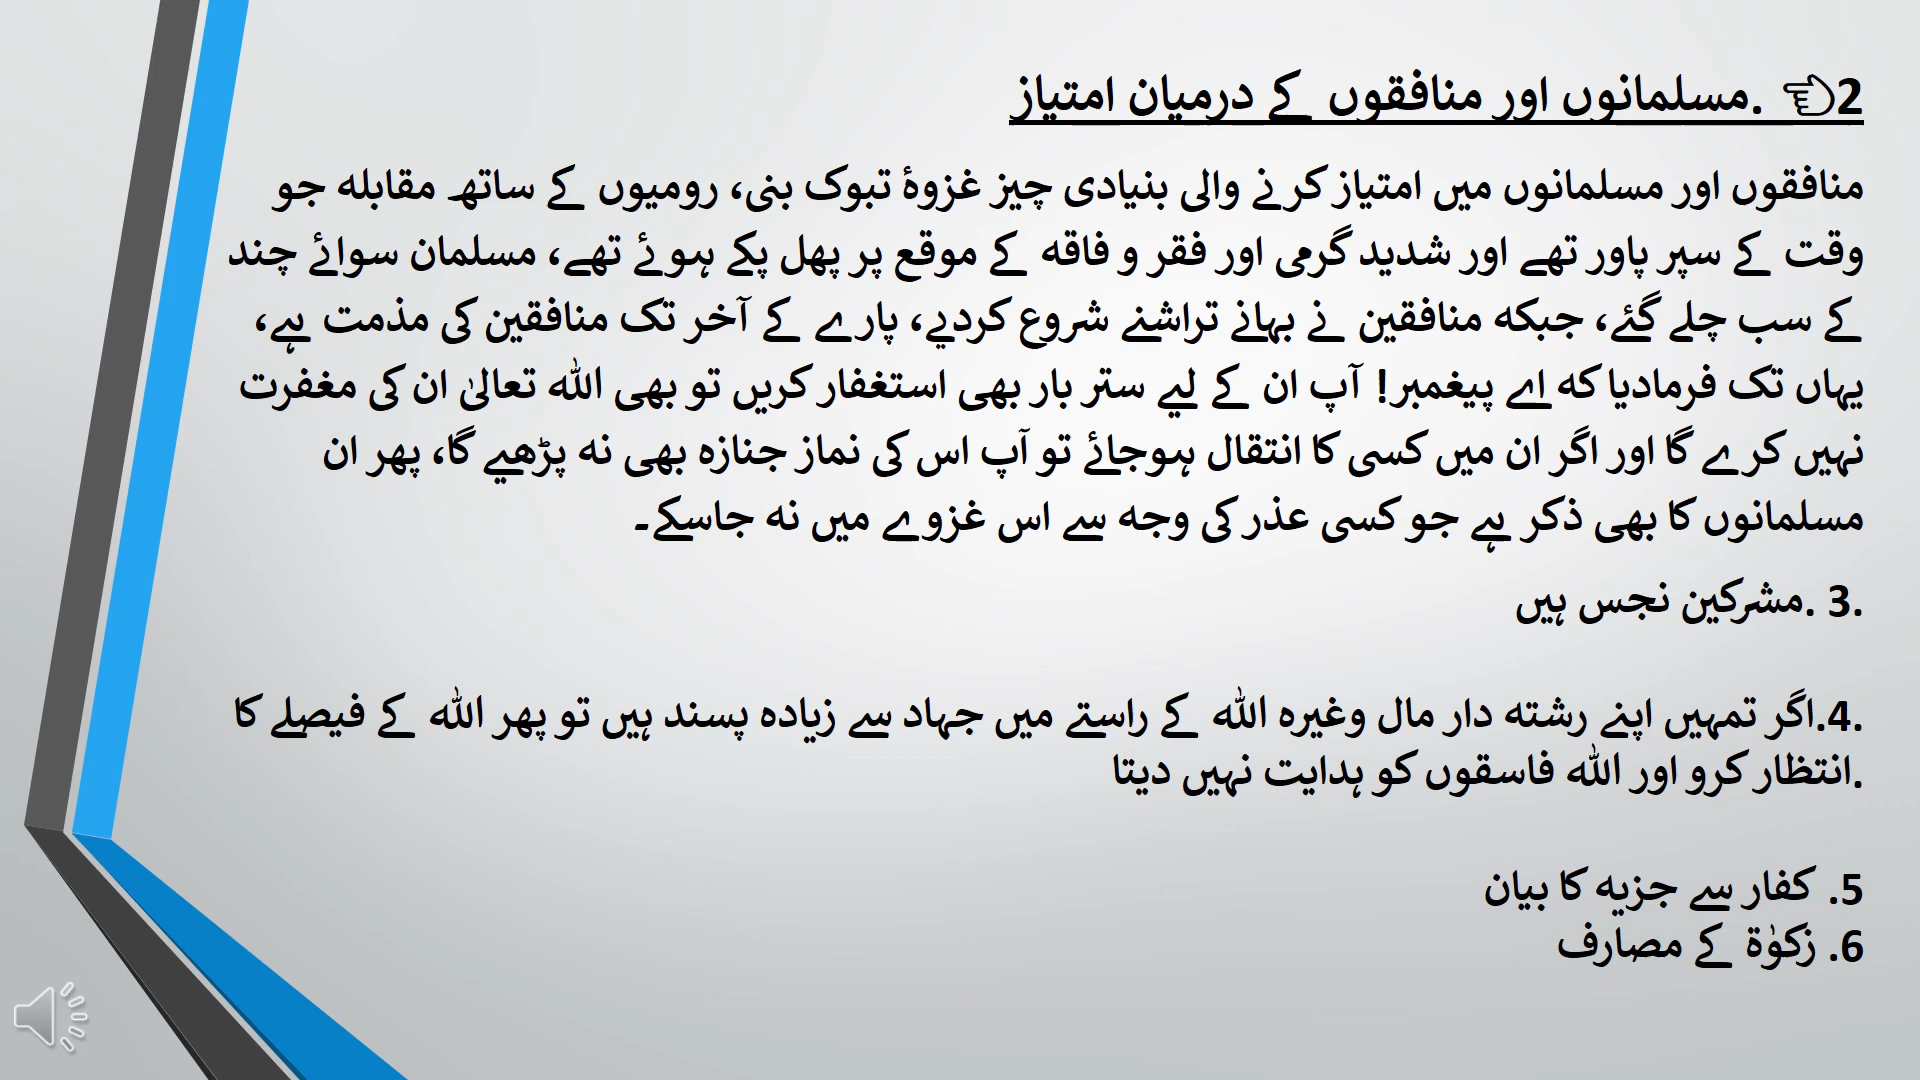 2☜ .مسلمانوں اور منافقوں کے درمیان امتیاز
منافقوں اور مسلمانوں میں امتیاز کرنے والی بنیادی چیز غزوۂ تبوک بنی، رومیوں کے ساتھ مقابلہ جو
وقت کے سپر پاور تھے اور شدید گرمی اور فقر و فاقہ کے موقع پر پھل پکے ہوئے تھے، مسلمان سوائے چند
کے سب چلے گئے، جبکہ منافقین نے بہانے تراشنے شروع کردیے، پارے کے آخر تک منافقین کی مذمت ہے،
یہاں تک فرمادیا کہ اے پیغمبر! آپ ان کے لیے ستر بار بھی استغفار کریں تو بھی اللہ تعالیٰ ان کی مغفرت
نہیں کرے گا اور اگر ان میں کسی کا انتقال ہوجائے تو آپ اس کی نماز جنازہ بھی نہ پڑھیے گا، پھر ان
مسلمانوں کا بھی ذکر ہے جو کسی عذر کی وجہ سے اس غزوے میں نہ جاسکے۔
.3 .مشرکین نجس ہیں
.4.اگر تمہیں اپنے رشتہ دار مال وغیرہ اللہ کے راستے میں جہاد سے زیادہ پسند ہیں تو پھر اللہ کے فیصلے کا
.انتظار کرو اور اللہ فاسقوں کو ہدایت نہیں دیتا
5. کفار سے جزیہ کا بیان
6. زکوٰۃ کے مصارف